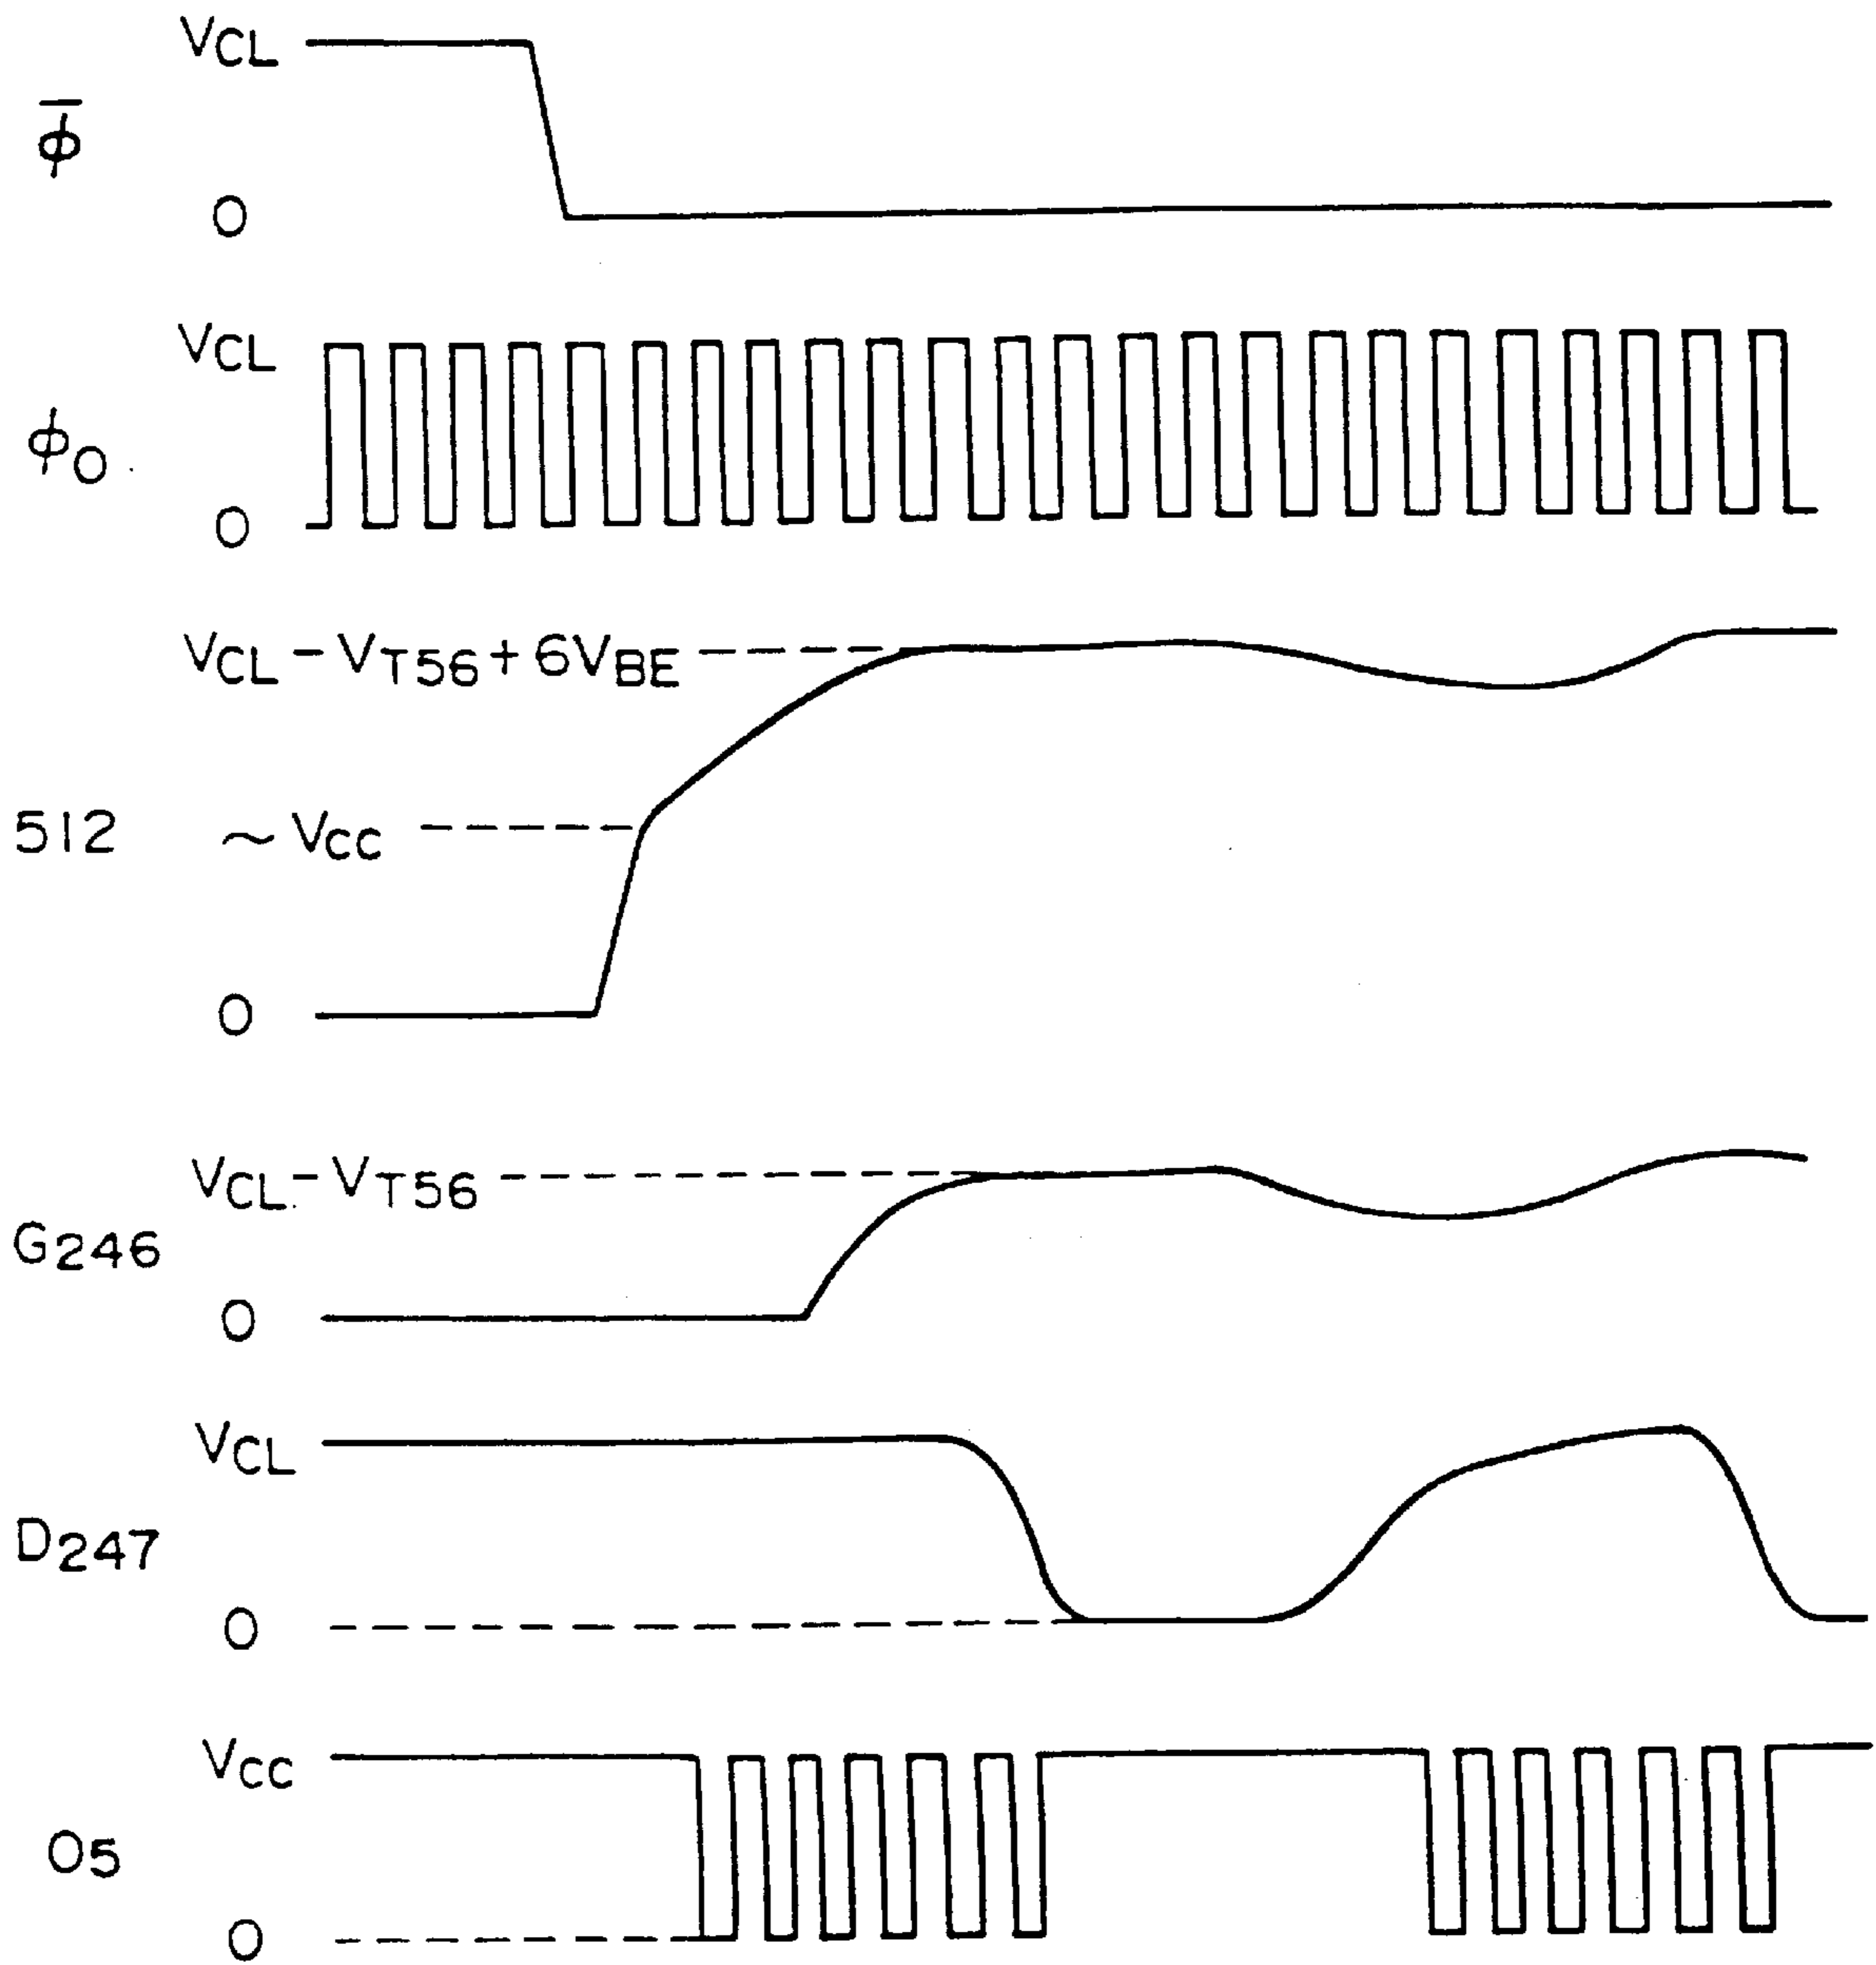 VCL
φ̅
0
VCL
φ0
0
VCL – VT56 + 6VBE
512
~ VCC
0
VCL – VT56
G246
0
VCL
D247
0
VCC
O5
0